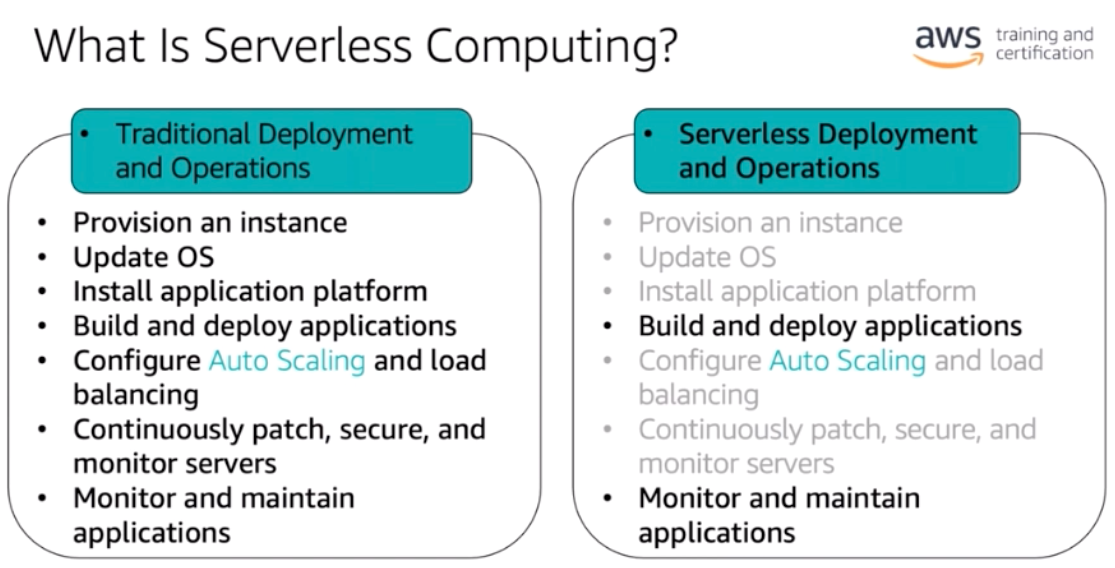 What Is Serverless Computing?
aws training and
certification
• Traditional Deployment
and Operations
• Provision an instance
• Update OS
• Install application platform
• Build and deploy applications
• Configure Auto Scaling and load
balancing
• Continuously patch, secure, and
monitor servers
• Monitor and maintain
applications
• Serverless Deployment
and Operations
• Provision an instance
• Update OS
• Install application platform
• Build and deploy applications
• Configure Auto Scaling and load
balancing
• Continuously patch, secure, and
monitor servers
• Monitor and maintain
applications